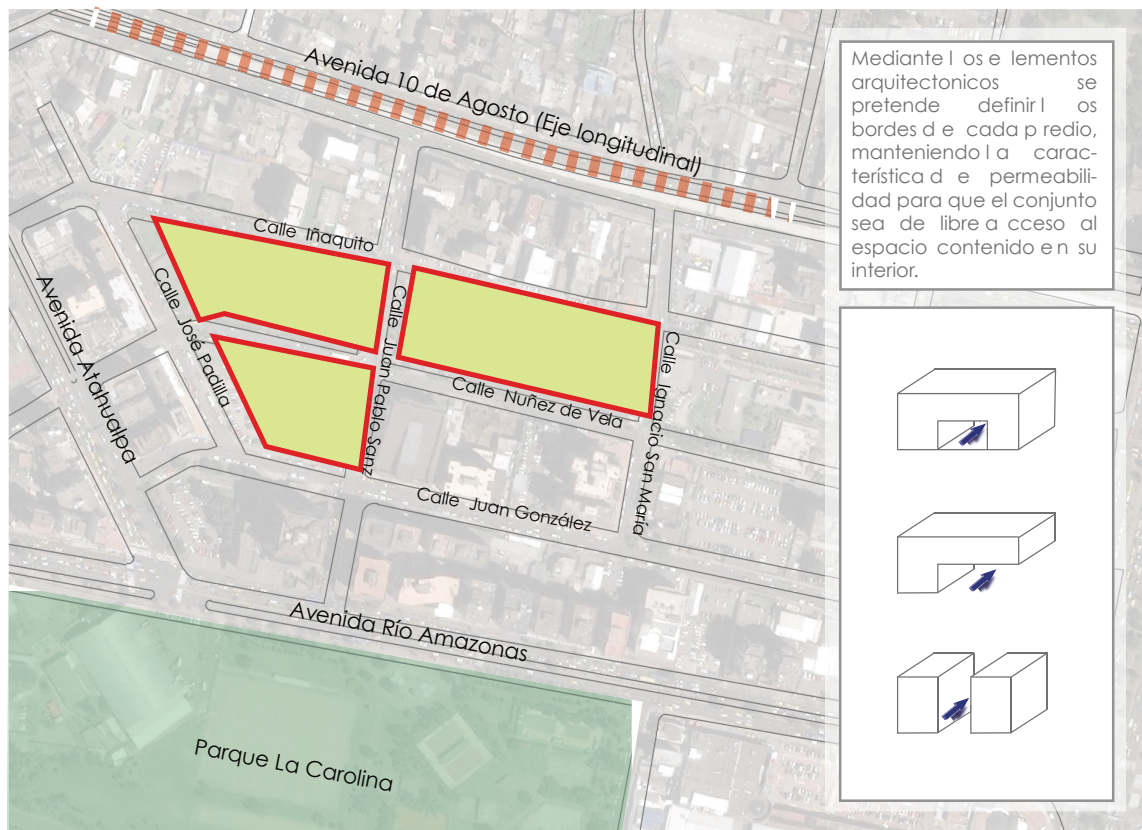 Avenida 10 de Agosto (Eje longitudinal)
Calle Iñaquito
Calle José Padilla
Calle Juan Pablo Sanz
Calle Ignacio San María
Avenida Atahualpa
Calle Nuñez de Vela
Calle Juan González
Avenida Río Amazonas
Parque La Carolina
Mediante l os e lementos
arquitectonicos se
pretende definir l os
bordes d e cada p redio,
manteniendo l a carac-
terística d e permeabili-
dad para que el conjunto
sea de libre a cceso al
espacio contenido e n su
interior.